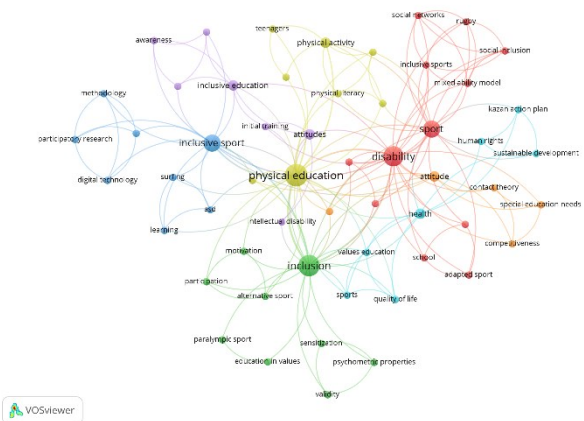 social networks
rugby
teenagers
awareness
physical activity
social inclusion
inclusive sports
mixed ability model
inclusive education
methodology
physical literacy
kazan action plan
initial training
attitudes
sport
participatory research
inclusive sport
human rights
disability
sustainable development
digital technology
surfing
physical education
attitude
contact theory
special education needs
learning
intellectual disability
health
motivation
values education
competitiveness
inclusion
school
adapted sport
participation
alternative sport
sports
quality of life
paralympic sport
sensitization
education in values
psychometric properties
validity
VOSviewer